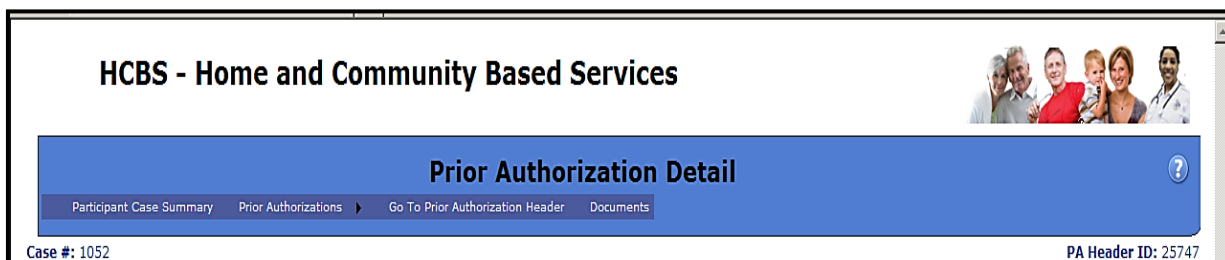 HCBS - Home and Community Based Services
Prior Authorization Detail
?
Participant Case Summary Prior Authorizations Go To Prior Authorization Header Documents
Case #: 1052 PA Header ID: 25747